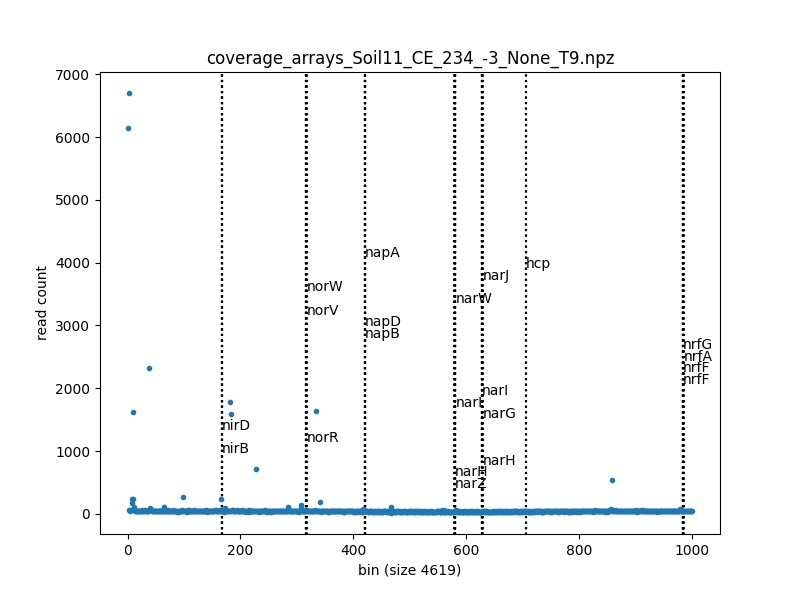 coverage_arrays_Soil11_CE_234_-3_None_T9.npz
7000
6000
5000
4000
3000
2000
1000
0
read count
napA
hcp
narJ
norW
narW
norV
napD
napB
nrfG
nrfA
nrfF
nrfF
narI
narG
nirD
norR
nirB
narH
narH
narZ
0
200
400
600
800
1000
bin (size 4619)